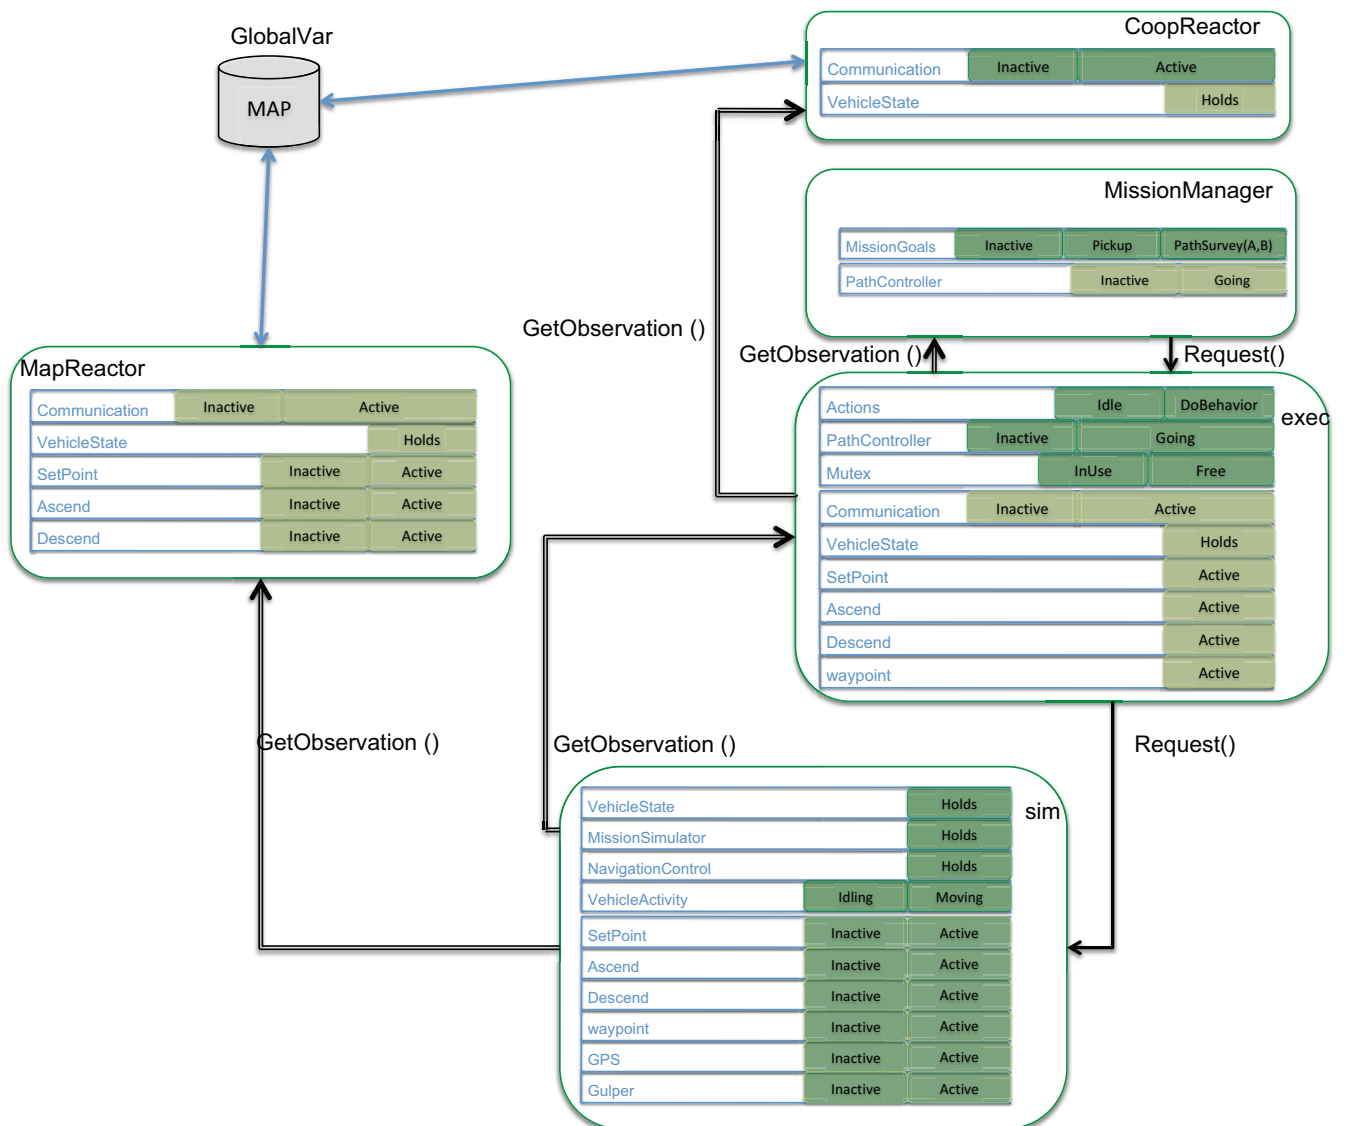 GlobalVar
MAP
CoopReactor
Communication Inactive Active
VehicleState Holds
MissionManager
MissionGoals Inactive Pickup PathSurvey(A,B)
PathController Inactive Going
GetObservation ()
GetObservation ()
Request()
MapReactor
Communication Inactive Active
VehicleState Holds
SetPoint Inactive Active
Ascend Inactive Active
Descend Inactive Active
exec
Actions Idle DoBehavior
PathController Inactive Going
Mutex InUse Free
Communication Inactive Active
VehicleState Holds
SetPoint Active
Ascend Active
Descend Active
waypoint Active
GetObservation ()
GetObservation ()
Request()
sim
VehicleState Holds
MissionSimulator Holds
NavigationControl Holds
VehicleActivity Idling Moving
SetPoint Inactive Active
Ascend Inactive Active
Descend Inactive Active
waypoint Inactive Active
GPS Inactive Active
Gulper Inactive Active